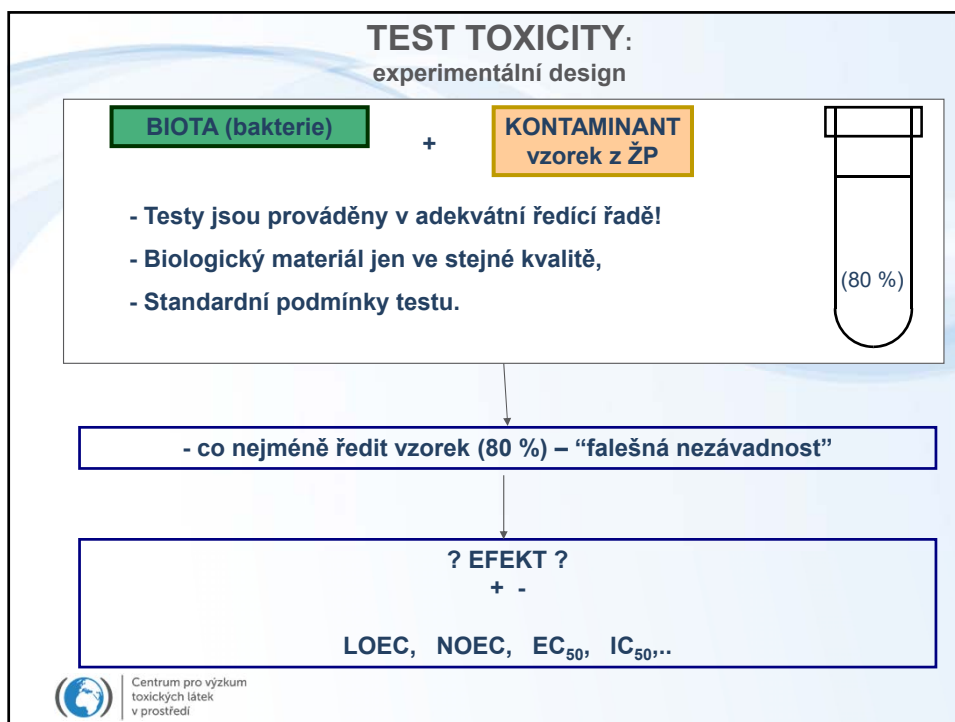 TEST TOXICITY:
experimentální design
BIOTA (bakterie)
+
KONTAMINANT
vzorek z ŽP
- Testy jsou prováděny v adekvátní ředící řadě!
- Biologický materiál jen ve stejné kvalitě,
- Standardní podmínky testu.
(80 %)
- co nejméně ředit vzorek (80 %) – “falešná nezávadnost”
? EFEKT ?
+ -
LOEC, NOEC, EC50, IC50,..
Centrum pro výzkum
toxických látek
v prostředí